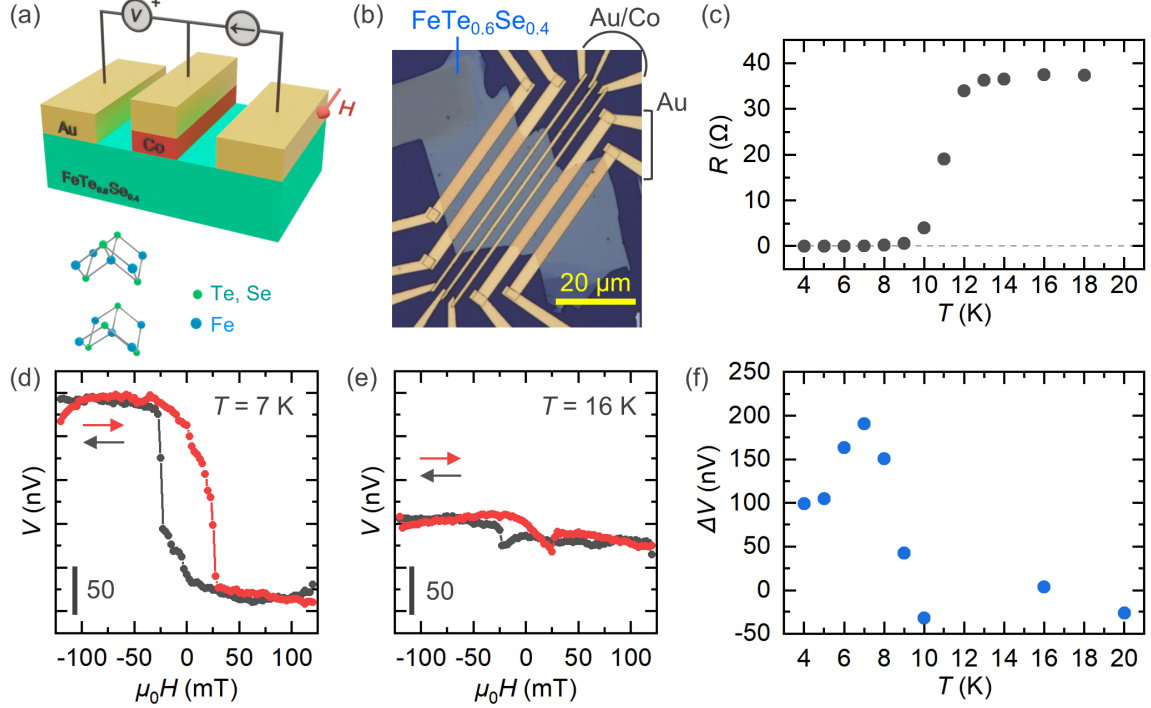 (a)
V
+
H
Au
Co
FeTe₀.₆Se₀.₄
Te, Se
Fe
(b)
FeTe₀.₆Se₀.₄
Au/Co
Au
20 µm
(c)
R (Ω)
40
30
20
10
0
4 6 8 10 12 14 16 18 20
T (K)
(d)
T = 7 K
V (nV)
50
-100 -50 0 50 100
µ₀H (mT)
(e)
T = 16 K
V (nV)
50
-100 -50 0 50 100
µ₀H (mT)
(f)
ΔV (nV)
250
200
150
100
50
0
-50
4 6 8 10 12 14 16 18 20
T (K)